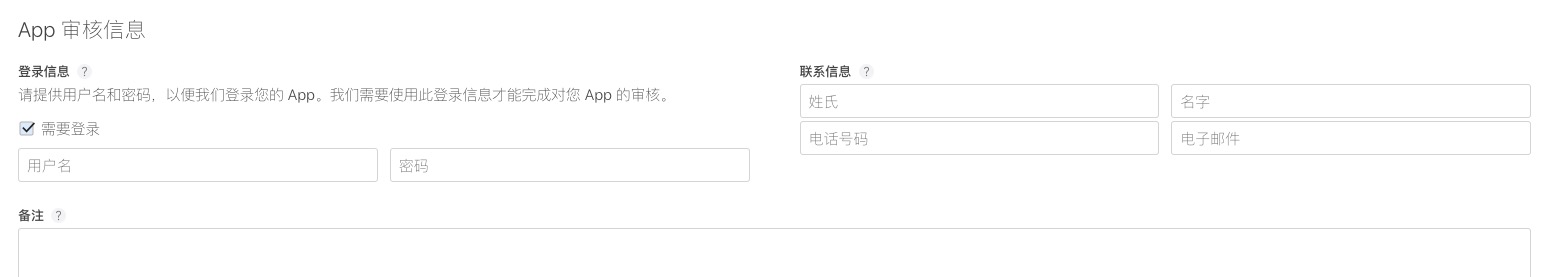 App 审核信息
登录信息 ?
请提供用户名和密码，以便我们登录您的 App。我们需要使用此登录信息才能完成对您 App 的审核。
需要登录
用户名
密码
联系信息 ?
姓氏
名字
电话号码
电子邮件
备注 ?